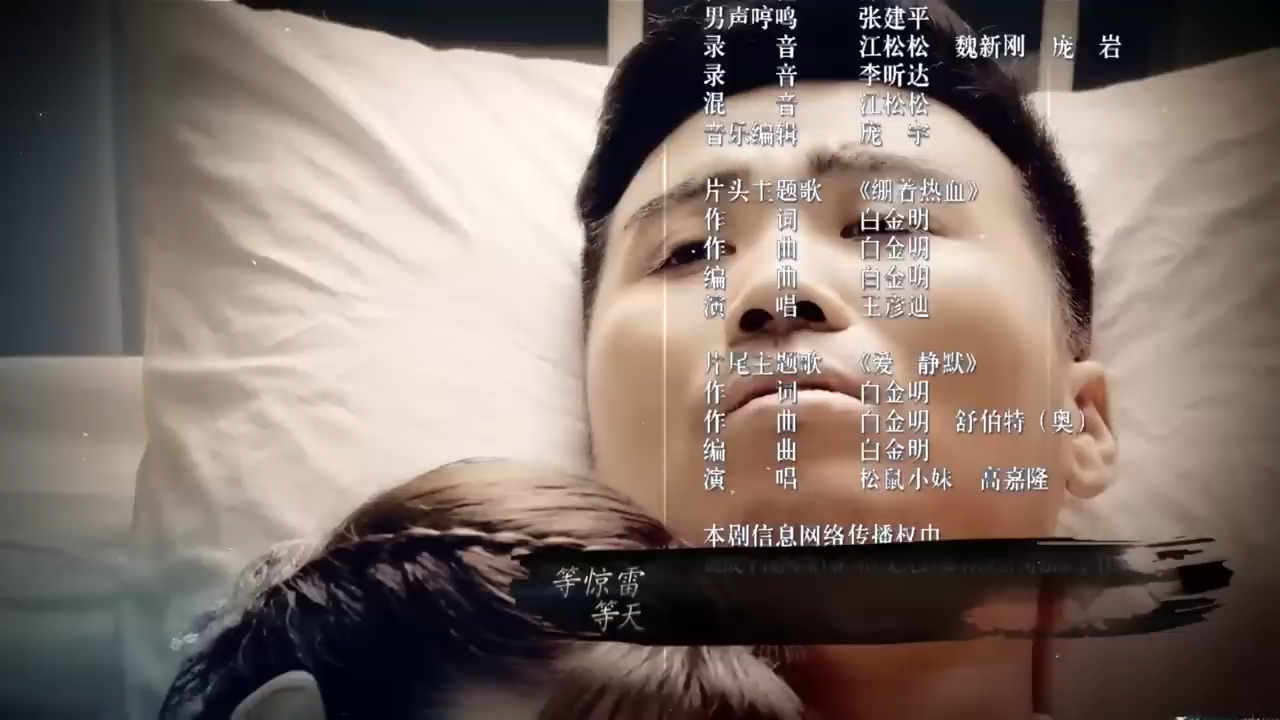 男声哼鸣 张建平
录 音 江松松 魏新刚 庞 岩
录 音 李昕达
混 音 江松松
音乐编辑 庞 宇
片头主题歌 《绷着热血》
作 词 白金明
作 曲 白金明
编 曲 白金明
演 唱 王彦迪
片尾主题歌 《爱 静默》
作 词 白金明
作 曲 白金明 舒伯特（奥）
编 曲 白金明
演 唱 松鼠小妹 高嘉隆
本剧信息网络传播权由
等惊雷
等天